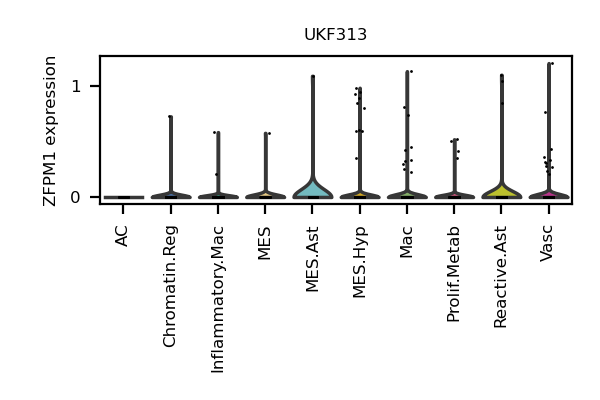 UKF313
ZFPM1 expression
1
0
AC
Chromatin.Reg
Inflammatory.Mac
MES
MES.Ast
MES.Hyp
Mac
Prolif.Metab
Reactive.Ast
Vasc